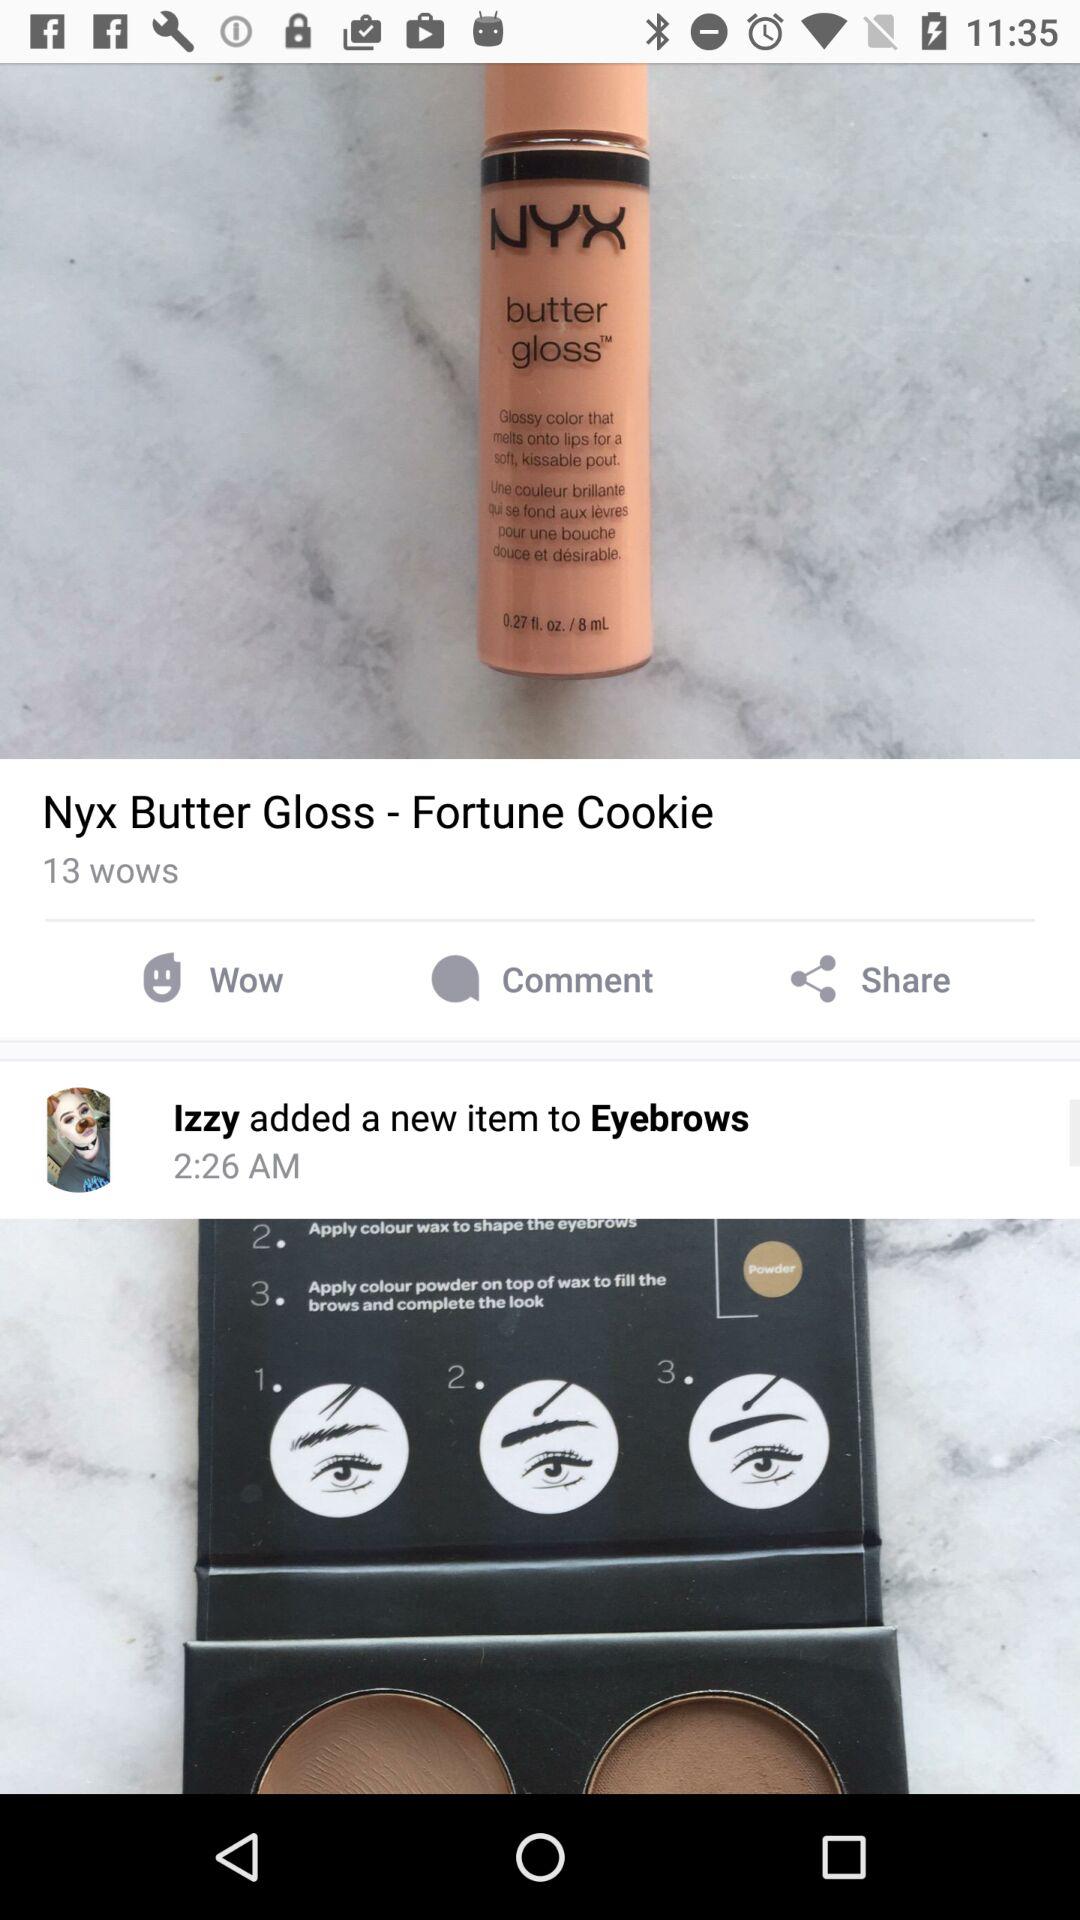 11:35
NYX
butter
gloss™
Glossy color that
melts onto lips for a
soft, kissable pout.
Une couleur brillante
qui se fond aux lèvres
pour une bouche
douce et désirable.
0.27 fl. oz. / 8 mL
Nyx Butter Gloss - Fortune Cookie
13 wows
Wow Comment Share
Izzy added a new item to Eyebrows
2:26 AM
2. Apply colour wax to shape the eyebrows
Powder
3. Apply colour powder on top of wax to fill the
brows and complete the look
1. 2. 3.